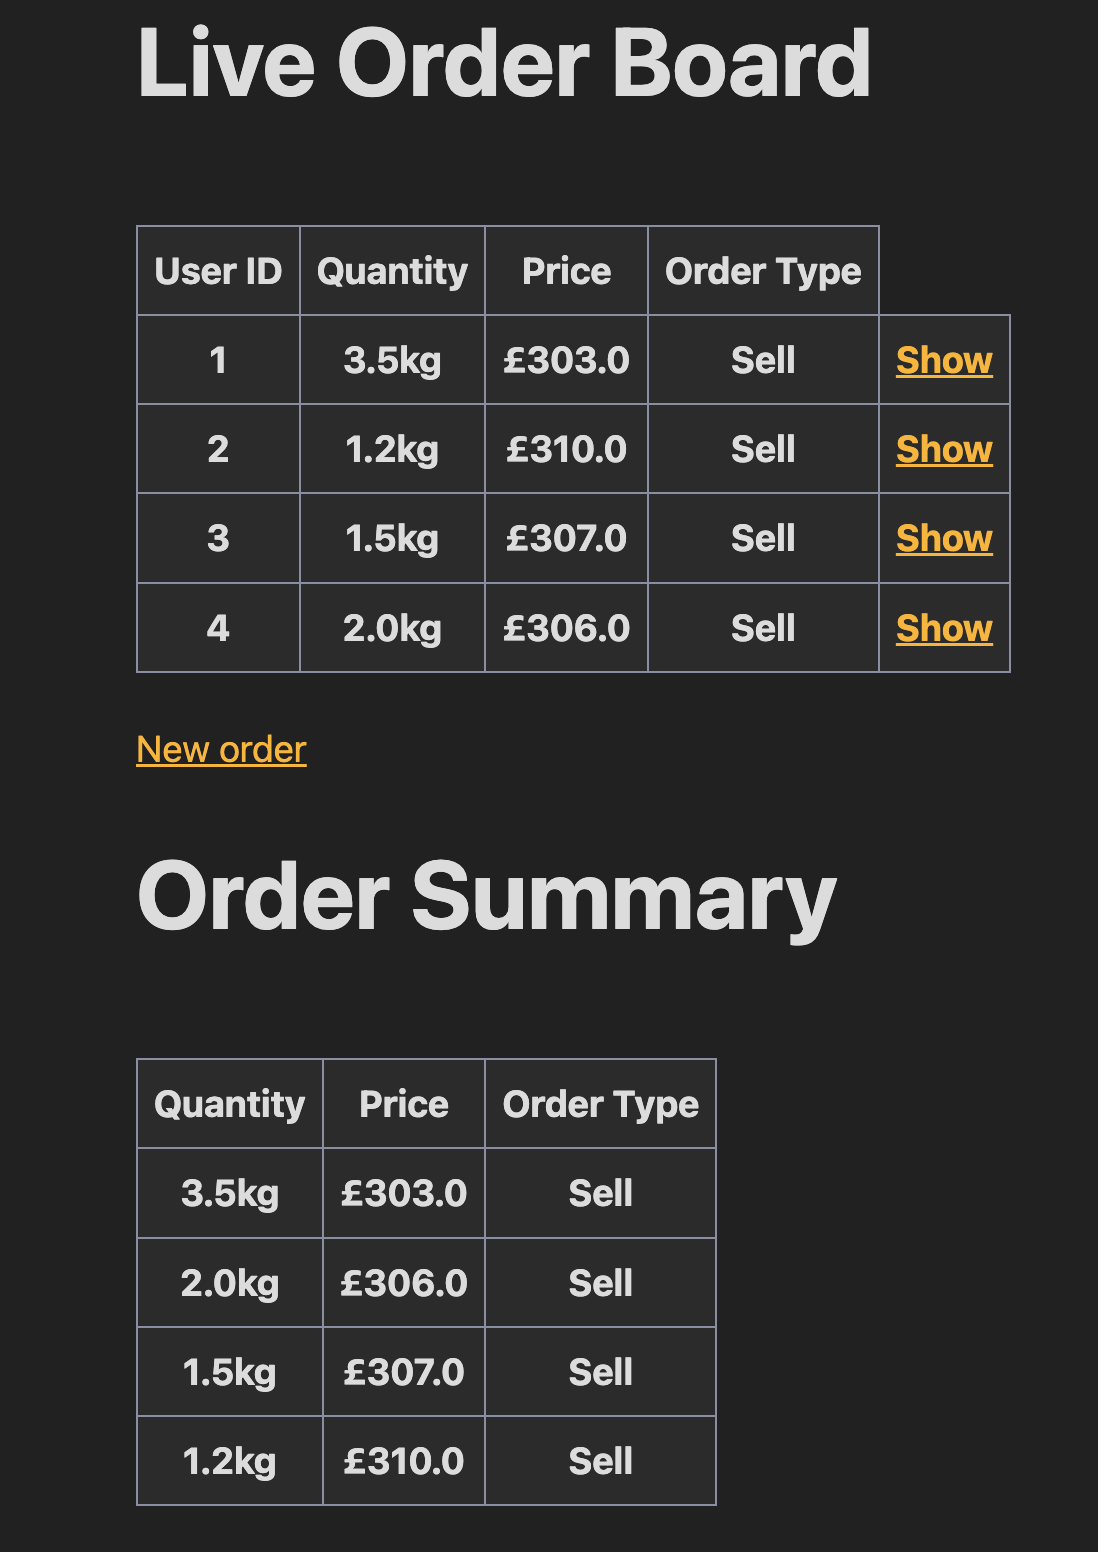 Live Order Board
User ID Quantity Price Order Type
1 3.5kg £303.0 Sell Show
2 1.2kg £310.0 Sell Show
3 1.5kg £307.0 Sell Show
4 2.0kg £306.0 Sell Show
New order
Order Summary
Quantity Price Order Type
3.5kg £303.0 Sell
2.0kg £306.0 Sell
1.5kg £307.0 Sell
1.2kg £310.0 Sell